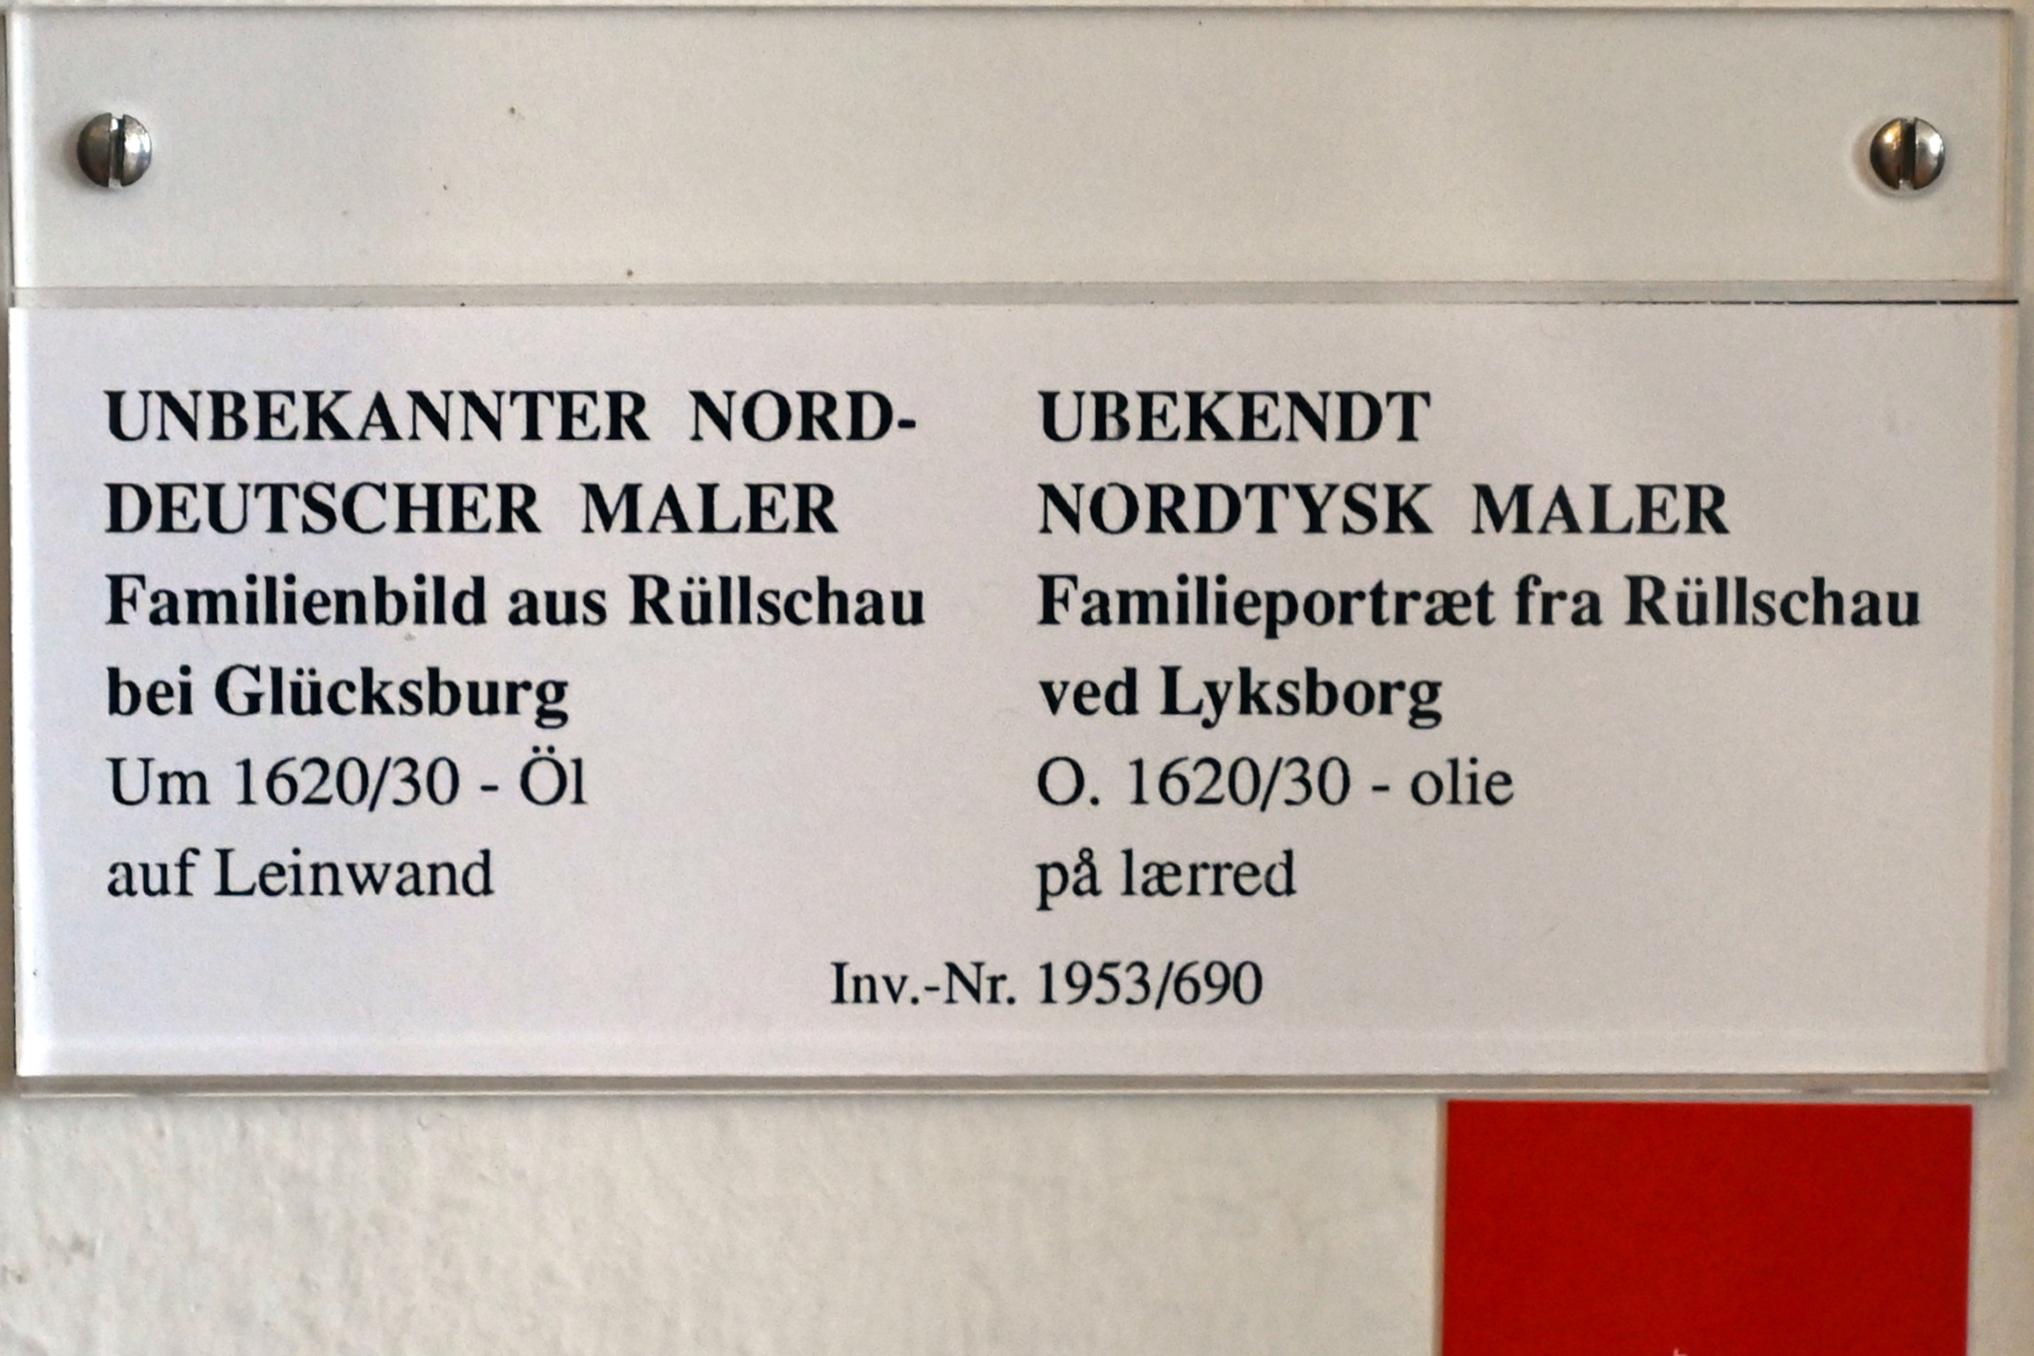 UNBEKANNTER NORD-
DEUTSCHER MALER
Familienbild aus Rüllschau
bei Glücksburg
Um 1620/30 - Öl
auf Leinwand
UBEKENDT
NORDTYSK MALER
Familieportræt fra Rüllschau
ved Lyksborg
O. 1620/30 - olie
på lærred
Inv.-Nr. 1953/690